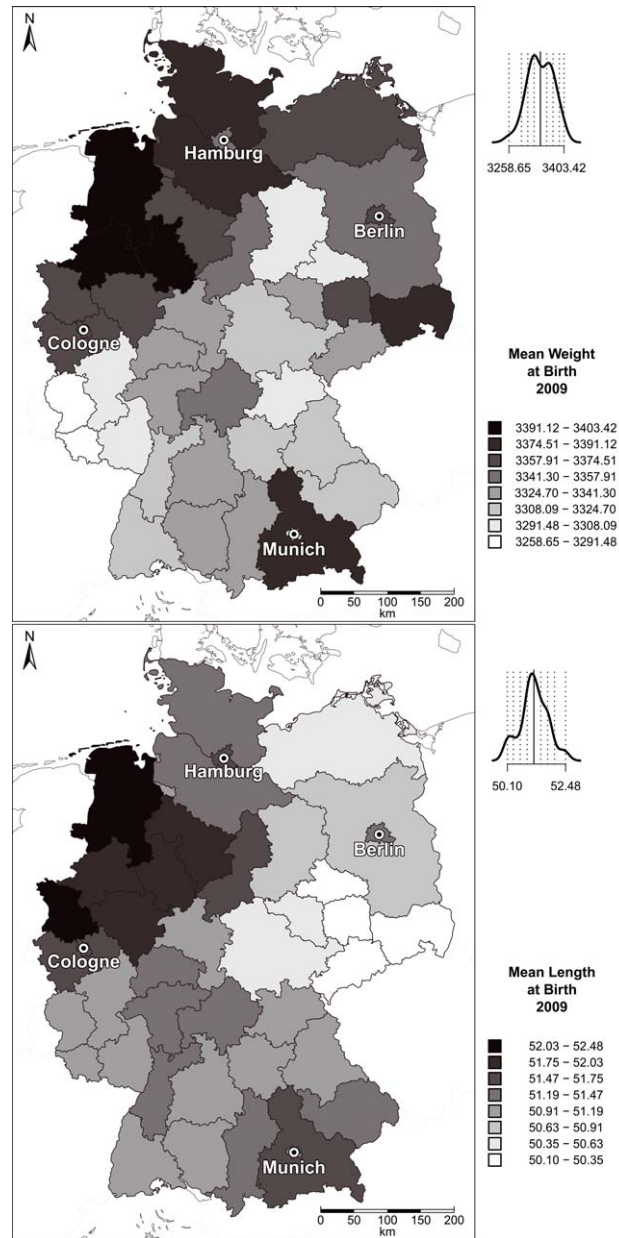 N
Hamburg
Berlin
Cologne
Munich
0 50 100 150 200
km
3258.65 3403.42
Mean Weight
at Birth
2009
3391.12 – 3403.42
3374.51 – 3391.12
3357.91 – 3374.51
3341.30 – 3357.91
3324.70 – 3341.30
3308.09 – 3324.70
3291.48 – 3308.09
3258.65 – 3291.48
N
Hamburg
Berlin
Cologne
Munich
0 50 100 150 200
km
50.10 52.48
Mean Length
at Birth
2009
52.03 – 52.48
51.75 – 52.03
51.47 – 51.75
51.19 – 51.47
50.91 – 51.19
50.63 – 50.91
50.35 – 50.63
50.10 – 50.35